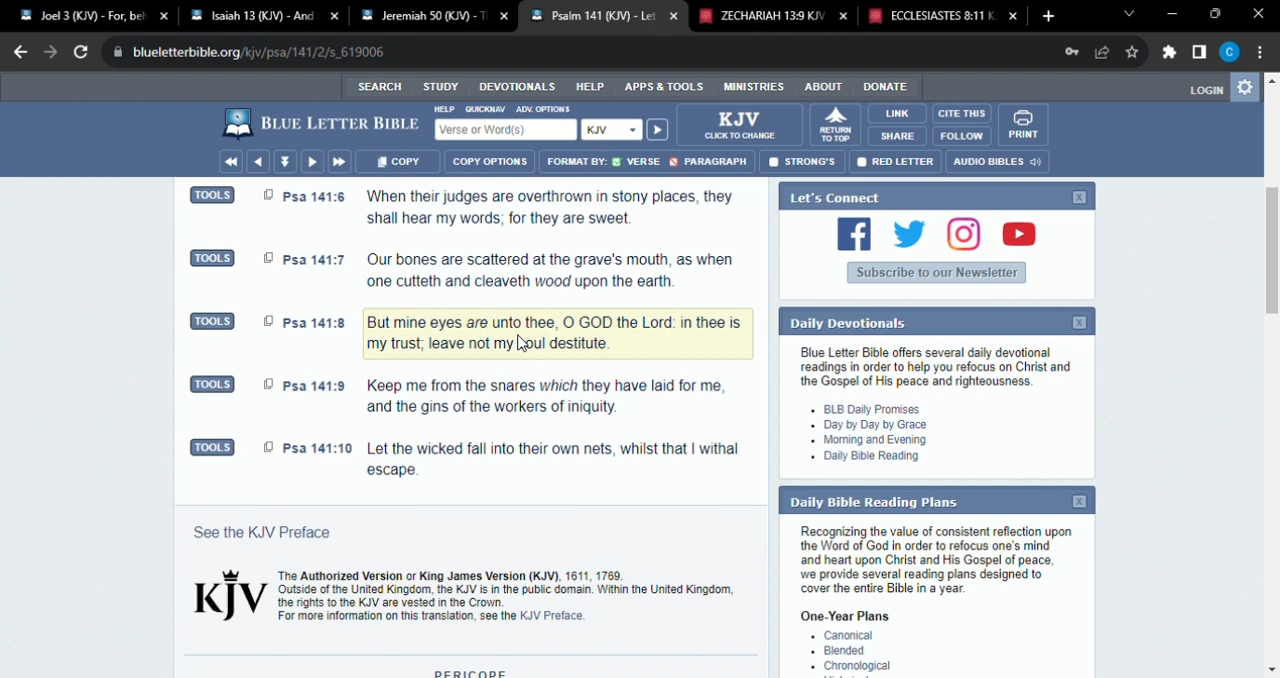 Joel 3 (KJV) - For, beh
Isaiah 13 (KJV) - And
Jeremiah 50 (KJV) - T
Psalm 141 (KJV) - Let
ZECHARIAH 13:9 KJV
ECCLESIASTES 8:11 K
blueletterbible.org/kjv/psa/141/2/s_619006
C
SEARCH STUDY DEVOTIONALS HELP APPS & TOOLS MINISTRIES ABOUT DONATE
LOGIN
BLUE LETTER BIBLE
HELP QUICKNAV ADV. OPTIONS
Verse or Word(s)
KJV
KJV
CLICK TO CHANGE
RETURN
TO TOP
LINK
SHARE
CITE THIS
FOLLOW
PRINT
COPY COPY OPTIONS FORMAT BY: VERSE PARAGRAPH STRONG'S RED LETTER AUDIO BIBLES
TOOLS Psa 141:6 When their judges are overthrown in stony places, they
shall hear my words; for they are sweet.
TOOLS Psa 141:7 Our bones are scattered at the grave's mouth, as when
one cutteth and cleaveth wood upon the earth.
TOOLS Psa 141:8 But mine eyes are unto thee, O GOD the Lord: in thee is
my trust; leave not my soul destitute.
TOOLS Psa 141:9 Keep me from the snares which they have laid for me,
and the gins of the workers of iniquity.
TOOLS Psa 141:10 Let the wicked fall into their own nets, whilst that I withal
escape.
See the KJV Preface
KJV
The Authorized Version or King James Version (KJV), 1611, 1769.
Outside of the United Kingdom, the KJV is in the public domain. Within the United Kingdom,
the rights to the KJV are vested in the Crown.
For more information on this translation, see the KJV Preface.
PERICOPE
Let's Connect
Subscribe to our Newsletter
Daily Devotionals
Blue Letter Bible offers several daily devotional
readings in order to help you refocus on Christ and
the Gospel of His peace and righteousness.
BLB Daily Promises
Day by Day by Grace
Morning and Evening
Daily Bible Reading
Daily Bible Reading Plans
Recognizing the value of consistent reflection upon
the Word of God in order to refocus one's mind
and heart upon Christ and His Gospel of peace,
we provide several reading plans designed to
cover the entire Bible in a year.
One-Year Plans
Canonical
Blended
Chronological